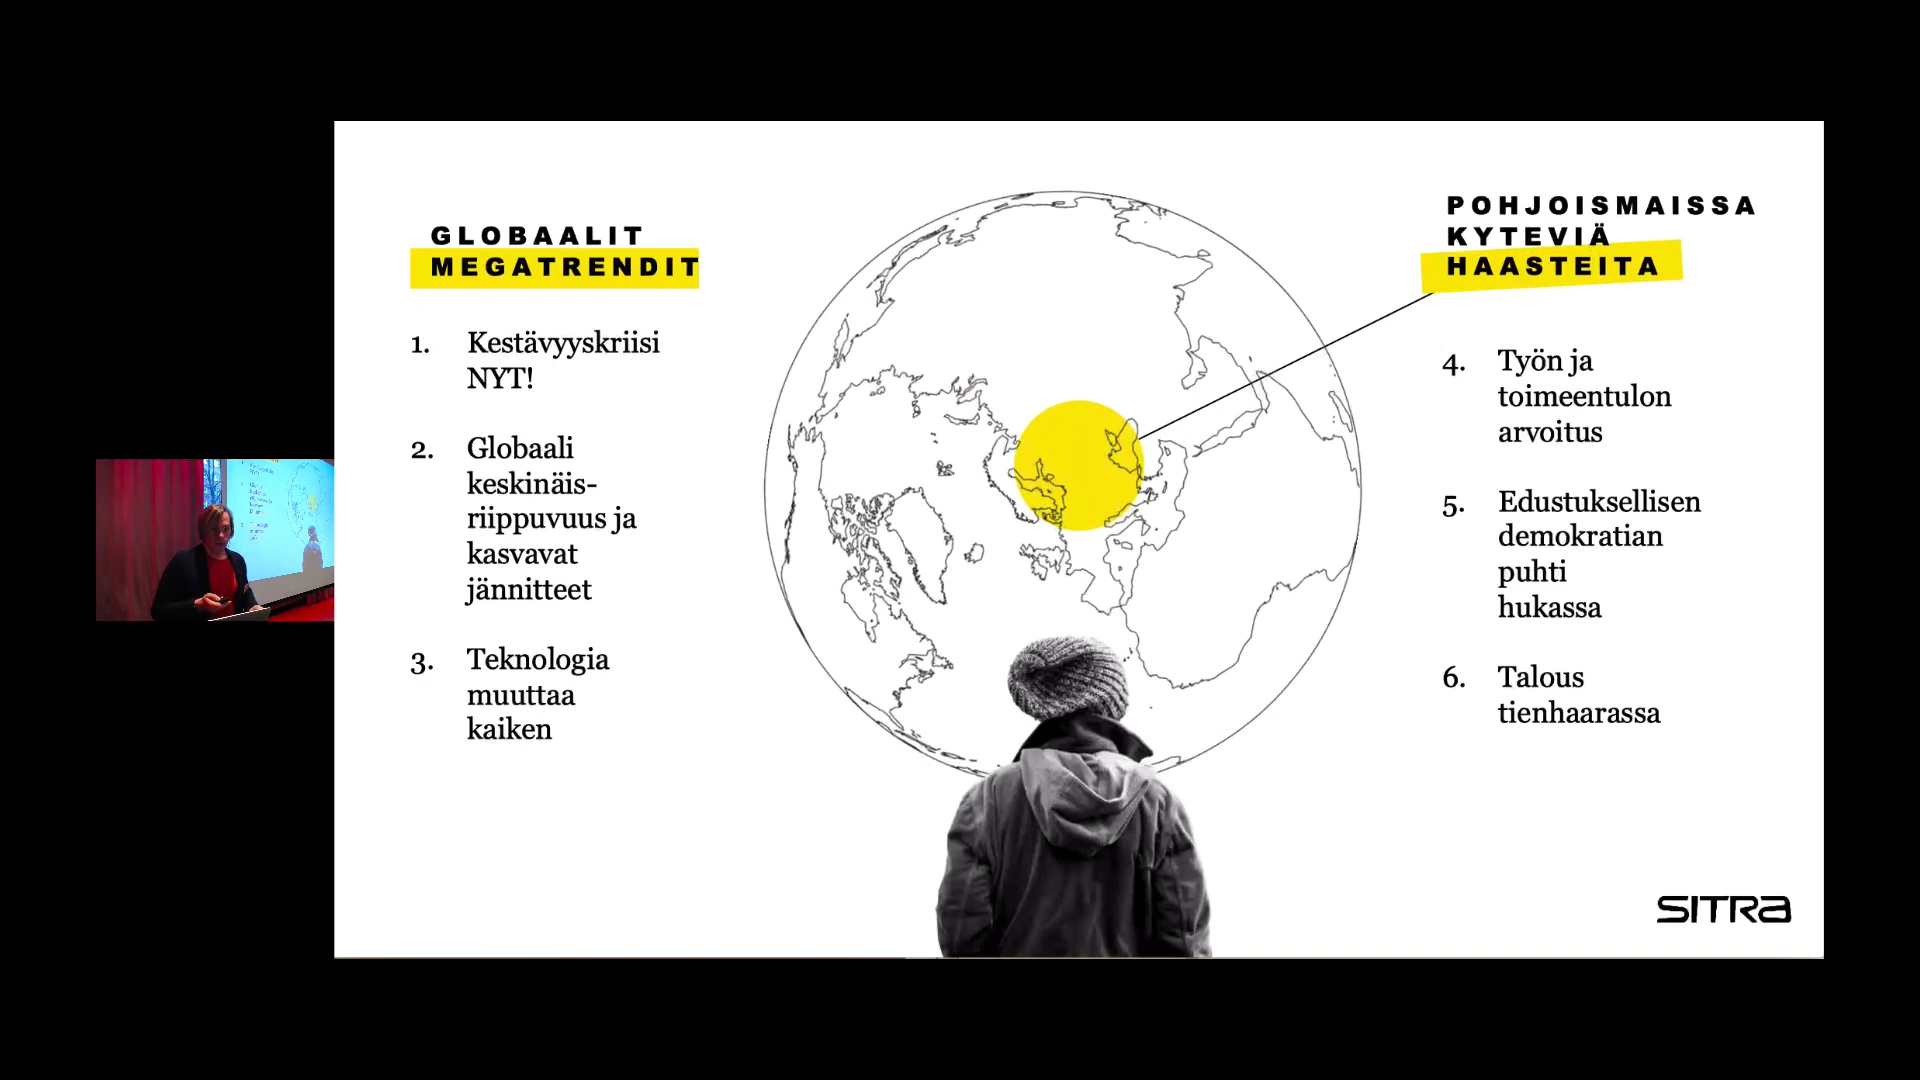 GLOBAALIT
MEGATRENDIT
1. Kestävyyskriisi
NYT!
2. Globaali
keskinäis-
riippuvuus ja
kasvavat
jännitteet
3. Teknologia
muuttaa
kaiken
POHJOISMAISSA
KYTEVIÄ
HAASTEITA
4. Työn ja
toimeentulon
arvoitus
5. Edustuksellisen
demokratian
puhti
hukassa
6. Talous
tienhaarassa
SITRA